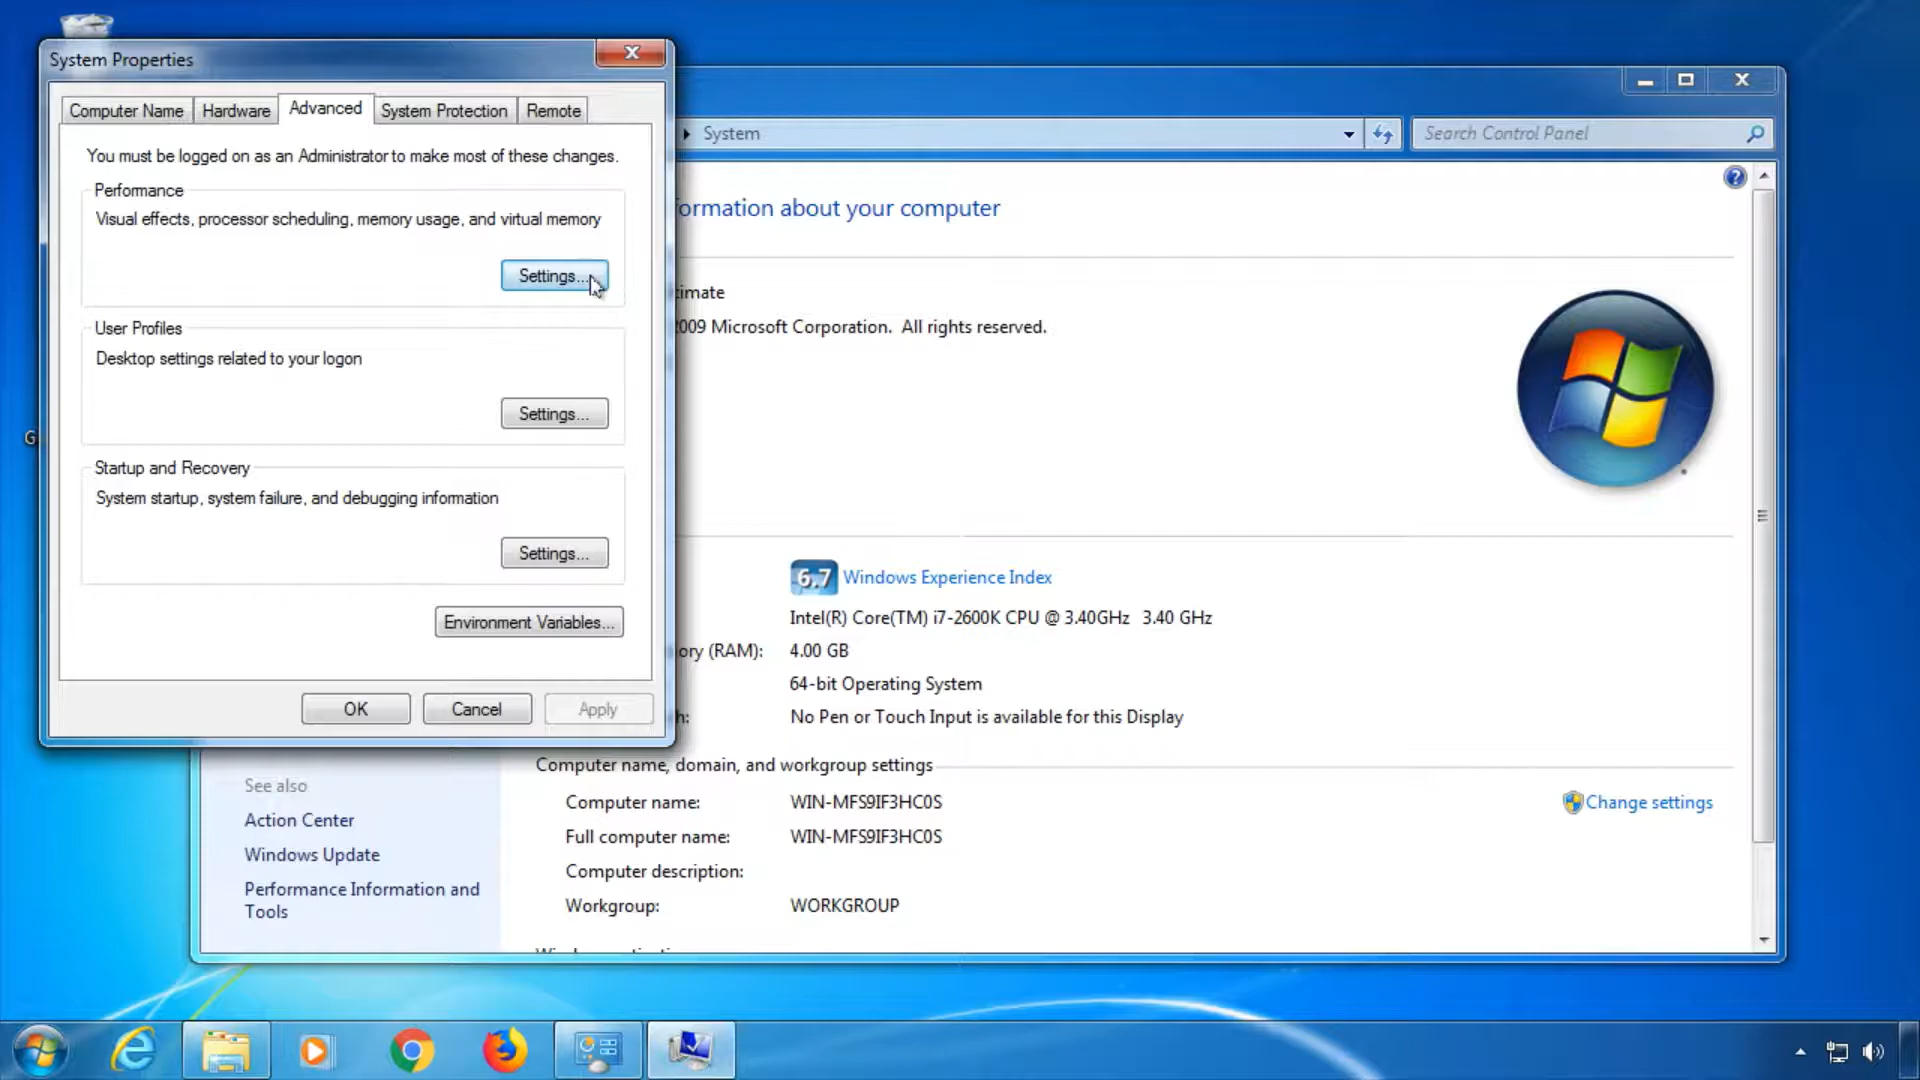 System Properties
Computer Name
Hardware
Advanced
System Protection
Remote
You must be logged on as an Administrator to make most of these changes.
Performance
Visual effects, processor scheduling, memory usage, and virtual memory
Settings...
User Profiles
Desktop settings related to your logon
Settings...
Startup and Recovery
System startup, system failure, and debugging information
Settings...
Environment Variables...
OK
Cancel
Apply
System
Search Control Panel
formation about your computer
imate
2009 Microsoft Corporation. All rights reserved.
6.7 Windows Experience Index
Intel(R) Core(TM) i7-2600K CPU @ 3.40GHz 3.40 GHz
ory (RAM): 4.00 GB
64-bit Operating System
h: No Pen or Touch Input is available for this Display
Computer name, domain, and workgroup settings
Computer name: WIN-MFS9IF3HC0S
Change settings
Full computer name: WIN-MFS9IF3HC0S
Computer description:
Workgroup: WORKGROUP
See also
Action Center
Windows Update
Performance Information and
Tools
G